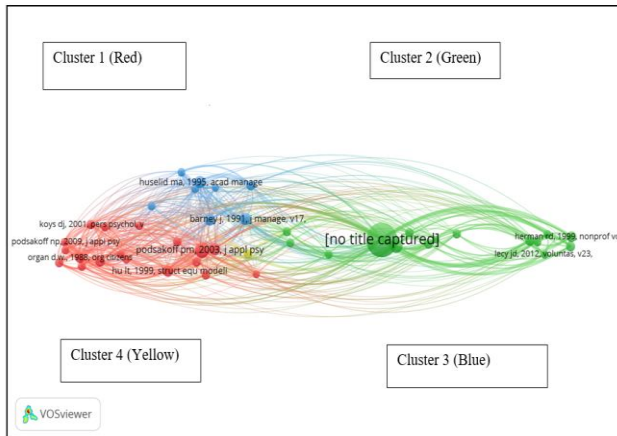 Cluster 1 (Red)
Cluster 2 (Green)
huselid ma, 1995, acad manage
barney j, 1991, j manage, v17,
koys dj, 2001, pers psychol
podsakoff np, 2009, j appl psy
organ d.w., 1988, org citizens
podsakoff pm, 2003, j appl psy
hu lt, 1999, struct equ modeli
[no title captured]
herman rd, 1999, nonprof vo
lecy jd, 2012, voluntas, v23,
Cluster 4 (Yellow)
Cluster 3 (Blue)
VOSviewer